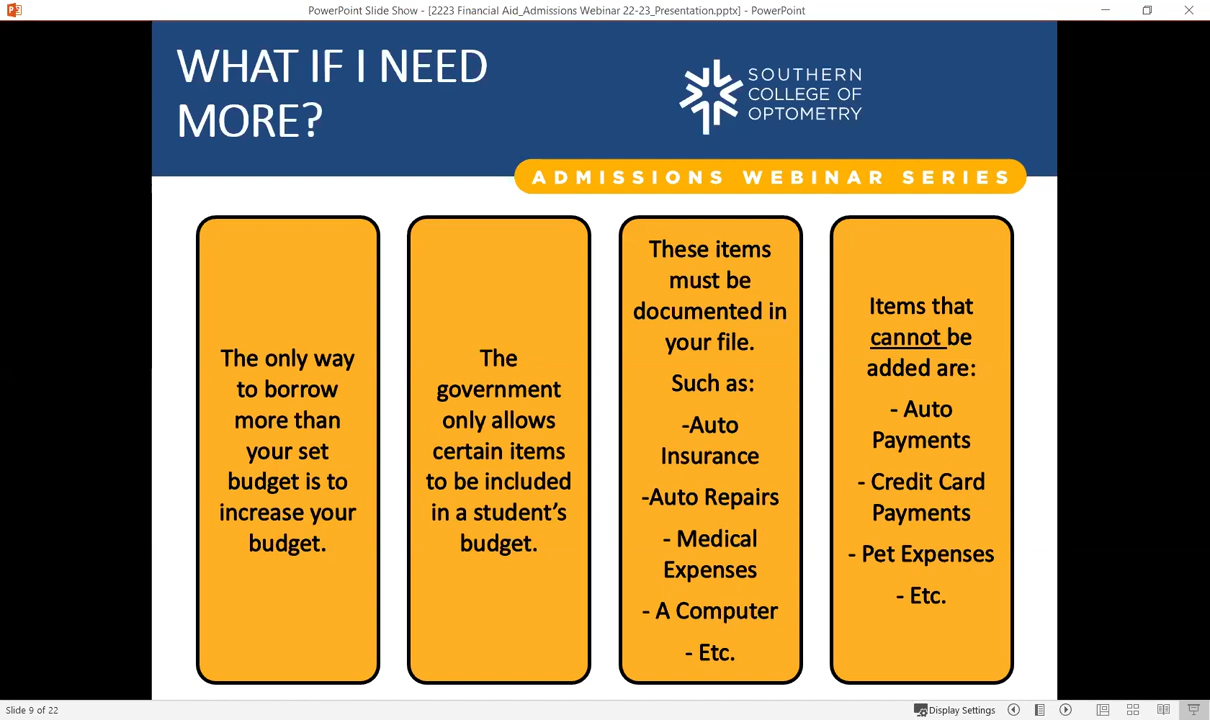 PowerPoint Slide Show - [2223 Financial Aid_Admissions Webinar 22-23_Presentation.pptx] - PowerPoint
WHAT IF I NEED
MORE?
SOUTHERN
COLLEGE OF
OPTOMETRY
ADMISSIONS WEBINAR SERIES
The only way
to borrow
more than
your set
budget is to
increase your
budget.
The
government
only allows
certain items
to be included
in a student’s
budget.
These items
must be
documented in
your file.
Such as:
-Auto
Insurance
-Auto Repairs
- Medical
Expenses
- A Computer
- Etc.
Items that
cannot be
added are:
- Auto
Payments
- Credit Card
Payments
- Pet Expenses
- Etc.
Slide 9 of 22
Display Settings